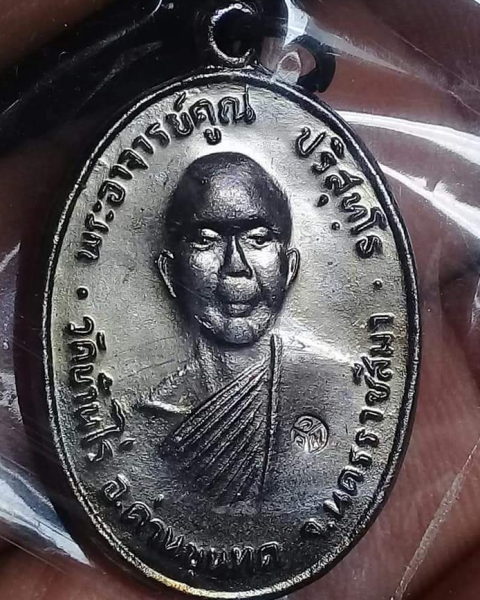 พระอาจารย์คูณ ปริสุทฺโธ
วัดบ้านไร่ อ.ด่านขุนทด จ.นครราชสีมา